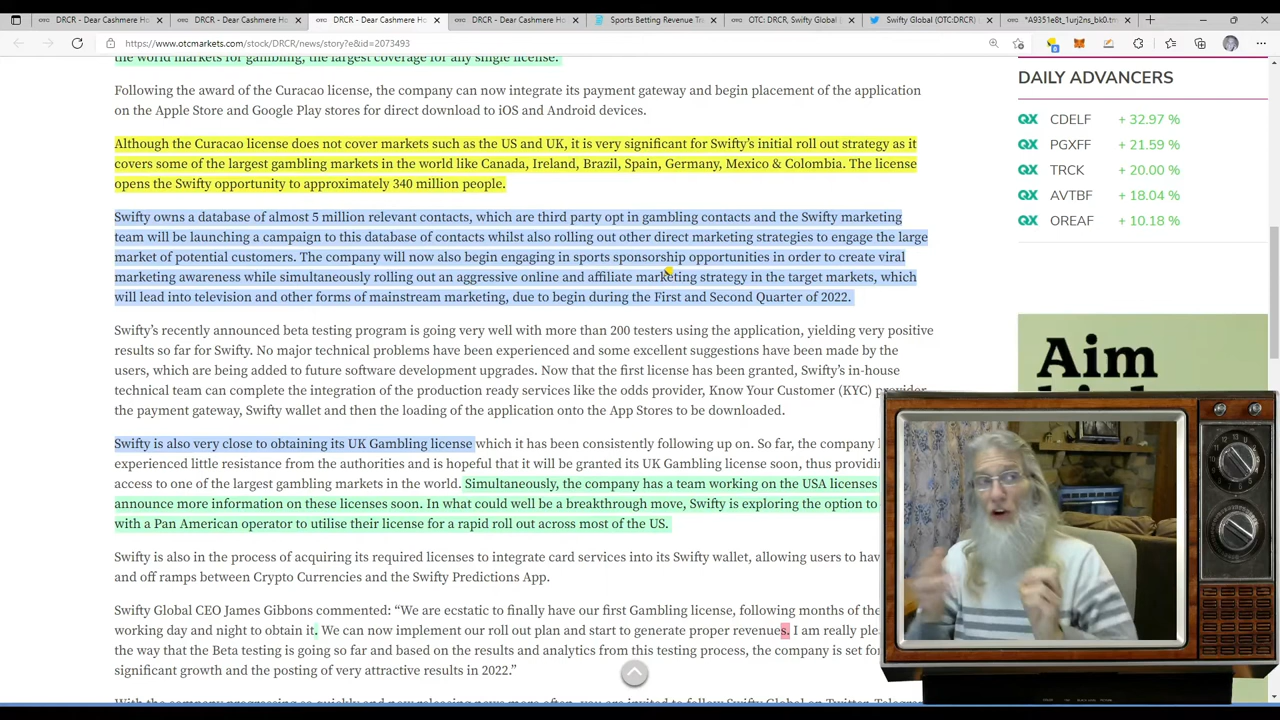 DRCR - Dear Cashmere Ho
DRCR - Dear Cashmere Ho
DRCR - Dear Cashmere Ho
DRCR - Dear Cashmere Ho
Sports Betting Revenue Tra
OTC: DRCR, Swifty Global (
Swifty Global (OTC:DRCR)
*A9351e8t_1urj2ns_bk0.tm
https://www.otcmarkets.com/stock/DRCR/news/story?e&id=2073493
the world markets for gambling, the largest coverage for any single license.
Following the award of the Curacao license, the company can now integrate its payment gateway and begin placement of the application
on the Apple Store and Google Play stores for direct download to iOS and Android devices.
Although the Curacao license does not cover markets such as the US and UK, it is very significant for Swifty's initial roll out strategy as it
covers some of the largest gambling markets in the world like Canada, Ireland, Brazil, Spain, Germany, Mexico & Colombia. The license
opens the Swifty opportunity to approximately 340 million people.
Swifty owns a database of almost 5 million relevant contacts, which are third party opt in gambling contacts and the Swifty marketing
team will be launching a campaign to this database of contacts whilst also rolling out other direct marketing strategies to engage the large
market of potential customers. The company will now also begin engaging in sports sponsorship opportunities in order to create viral
marketing awareness while simultaneously rolling out an aggressive online and affiliate marketing strategy in the target markets, which
will lead into television and other forms of mainstream marketing, due to begin during the First and Second Quarter of 2022.
Swifty's recently announced beta testing program is going very well with more than 200 testers using the application, yielding very positive
results so far for Swifty. No major technical problems have been experienced and some excellent suggestions have been made by the
users, which are being added to future software development upgrades. Now that the first license has been granted, Swifty's in-house
technical team can complete the integration of the production ready services like the odds provider, Know Your Customer (KYC) provider,
the payment gateway, Swifty wallet and then the loading of the application onto the App Stores to be downloaded.
Swifty is also very close to obtaining its UK Gambling license which it has been consistently following up on. So far, the company
experienced little resistance from the authorities and is hopeful that it will be granted its UK Gambling license soon, thus
access to one of the largest gambling markets in the world. Simultaneously, the company has a team working on the USA licenses
announce more information on these licenses soon. In what could well be a breakthrough move, Swifty is exploring the option to
with a Pan American operator to utilise their license for a rapid roll out across most of the US.
Swifty is also in the process of acquiring its required licenses to integrate card services into its Swifty wallet, allowing users to
and off ramps between Crypto Currencies and the Swifty Predictions App.
Swifty Global CEO James Gibbons commented: “We are ecstatic to finally have our first Gambling license, following months of the
working day and night to obtain it. We can now implement our roll out plan and start to generate proper revenues. I
the way that the Beta testing is going so far and based on the the company is set for
significant growth and the posting of very attractive results in 2022.”
DAILY ADVANCERS
QX CDELF + 32.97 %
QX PGXFF + 21.59 %
QX TRCK + 20.00 %
QX AVTBF + 18.04 %
QX OREAF + 10.18 %
Aim